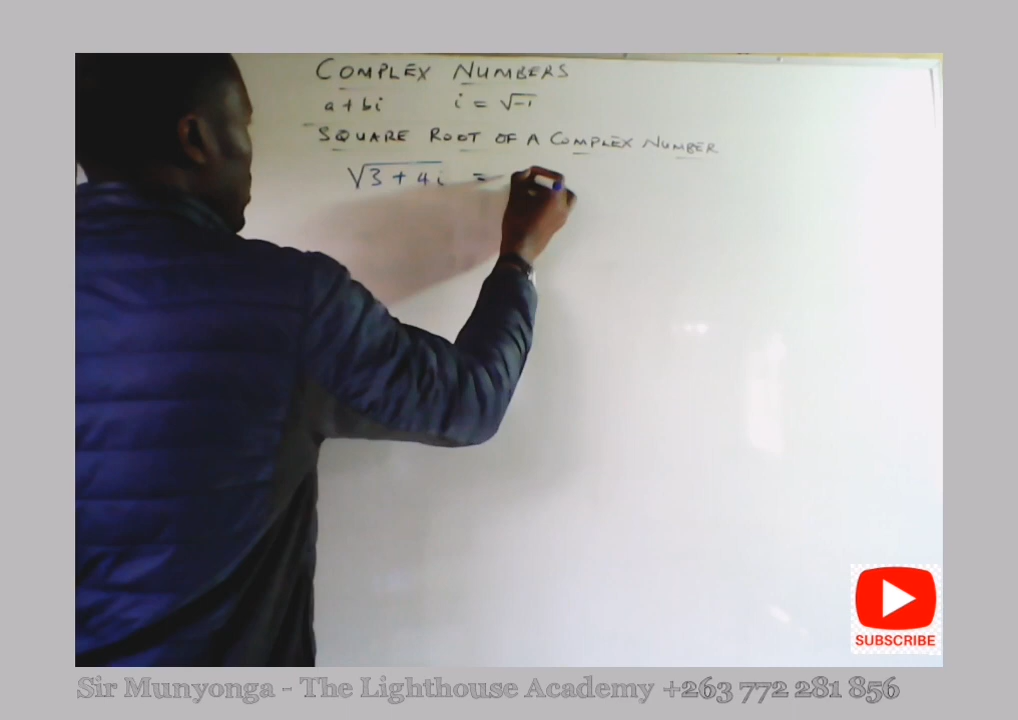 COMPLEX NUMBERS
a + bi i = √-1
SQUARE ROOT OF A COMPLEX NUMBER
√3 + 4i =
SUBSCRIBE
Sir Munyonga - The Lighthouse Academy +263 772 281 856